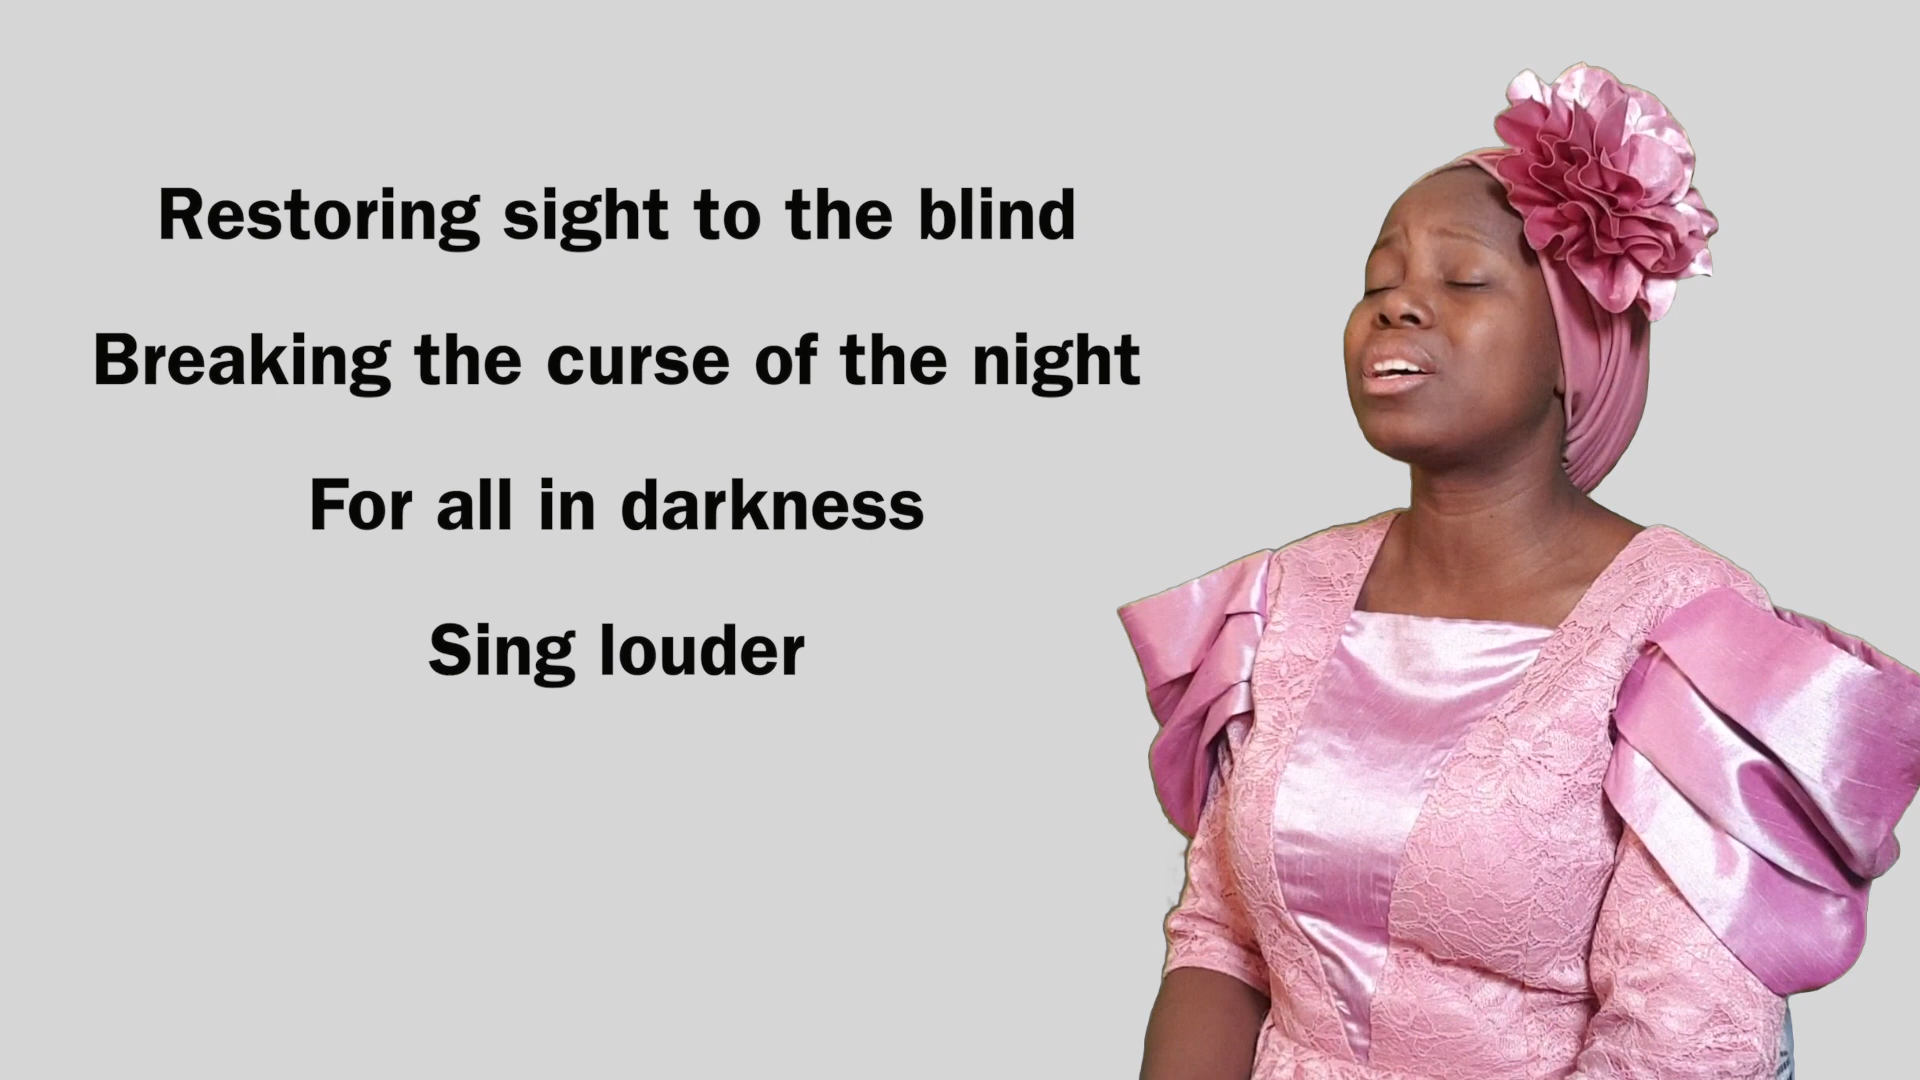 Restoring sight to the blind
Breaking the curse of the night
For all in darkness
Sing louder